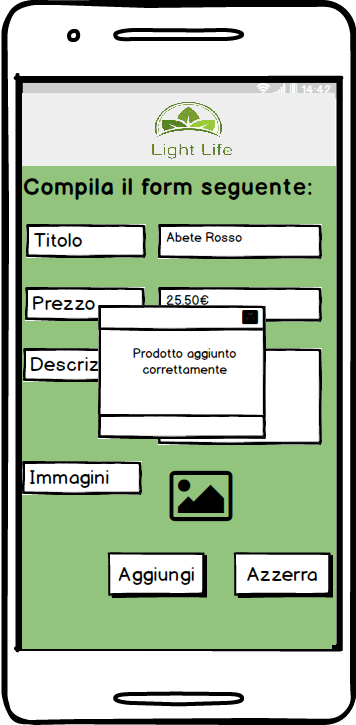 14:42
Light Life
Compila il form seguente:
Titolo
Abete Rosso
Prezzo
25.50€
Prodotto aggiunto
correttamente
Descriz
Immagini
Aggiungi
Azzerra